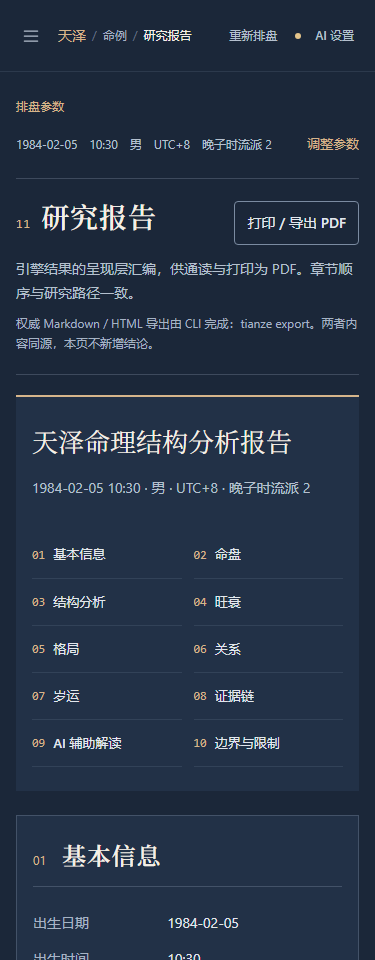 天泽 / 命例 / 研究报告 重新排盘 AI 设置
排盘参数
1984-02-05 10:30 男 UTC+8 晚子时流派 2 调整参数
11 研究报告 打印 / 导出 PDF
引擎结果的呈现层汇编，供通读与打印为 PDF。章节顺
序与研究路径一致。
权威 Markdown / HTML 导出由 CLI 完成：tianze export。两者内
容同源，本页不新增结论。
天泽命理结构分析报告
1984-02-05 10:30 · 男 · UTC+8 · 晚子时流派 2
01 基本信息 02 命盘
03 结构分析 04 旺衰
05 格局 06 关系
07 岁运 08 证据链
09 AI 辅助解读 10 边界与限制
01 基本信息
出生日期 1984-02-05
出生时间 10:30